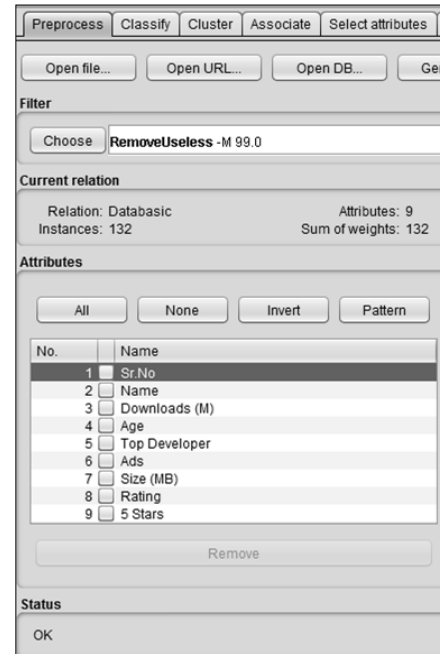 Preprocess Classify Cluster Associate Select attributes
Open file... Open URL... Open DB...
Filter
Choose RemoveUseless -M 99.0
Current relation
Relation: Databasic Attributes: 9
Instances: 132 Sum of weights: 132
Attributes
All None Invert Pattern
No. Name
1 Sr.No
2 Name
3 Downloads (M)
4 Age
5 Top Developer
6 Ads
7 Size (MB)
8 Rating
9 5 Stars
Remove
Status
OK